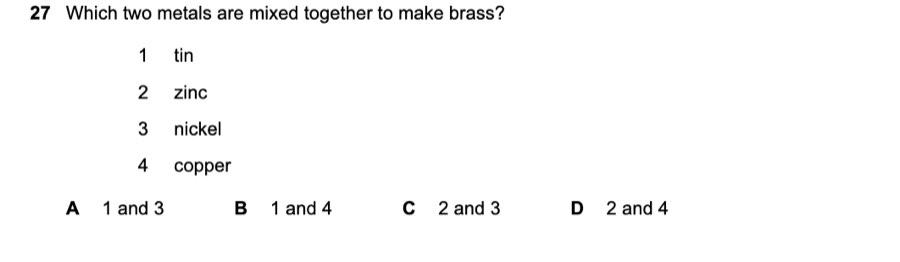 27 Which two metals are mixed together to make brass?
1 tin
2 zinc
3 nickel
4 copper
A 1 and 3 B 1 and 4 C 2 and 3 D 2 and 4